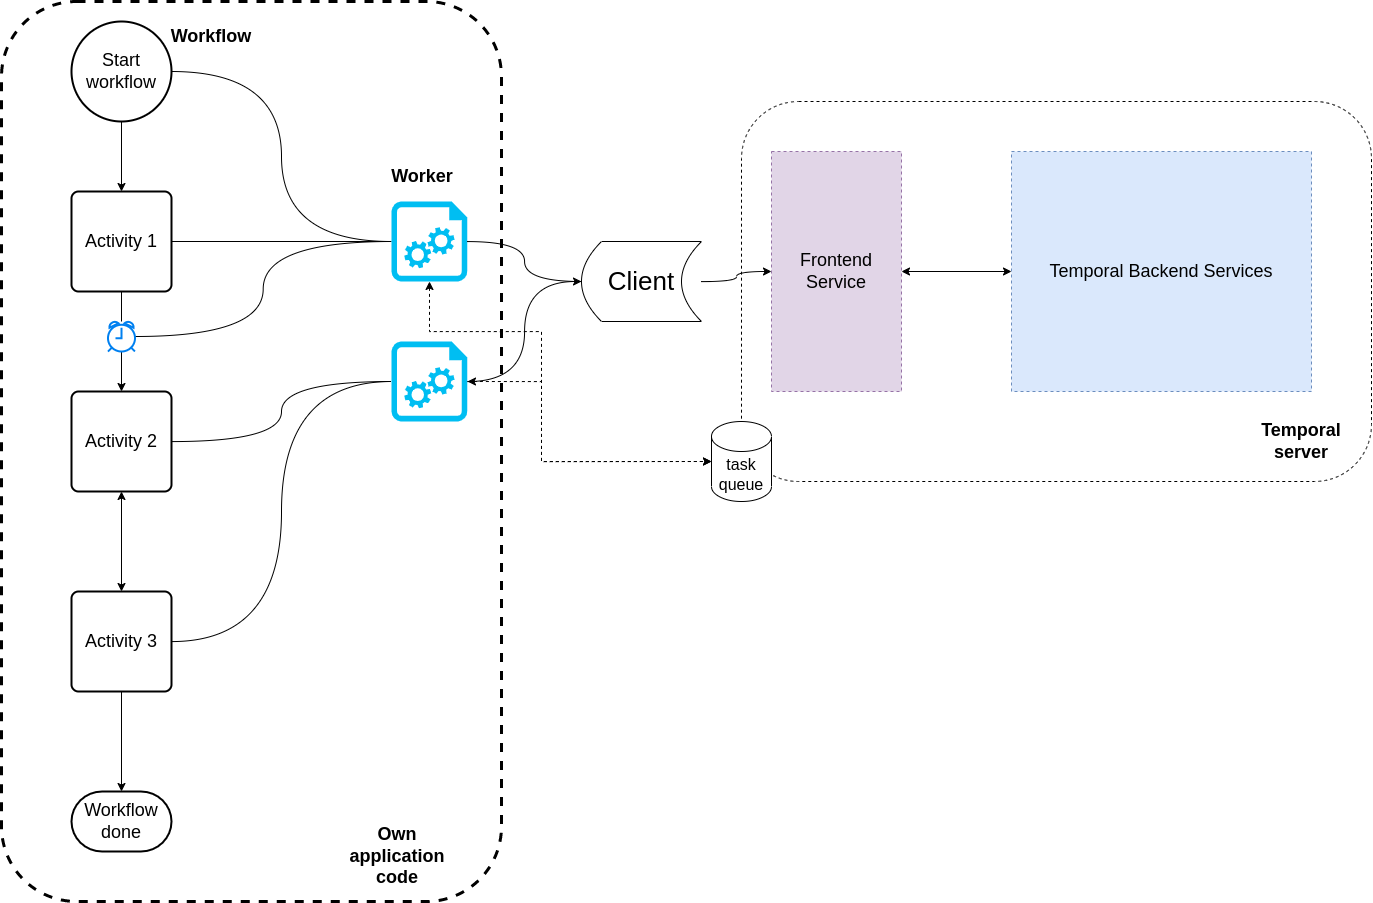 Workflow
Start
workflow
Worker
Activity 1
Client
Frontend
Service
Temporal Backend Services
Activity 2
Temporal
server
task
queue
Activity 3
Workflow
done
Own
application
code